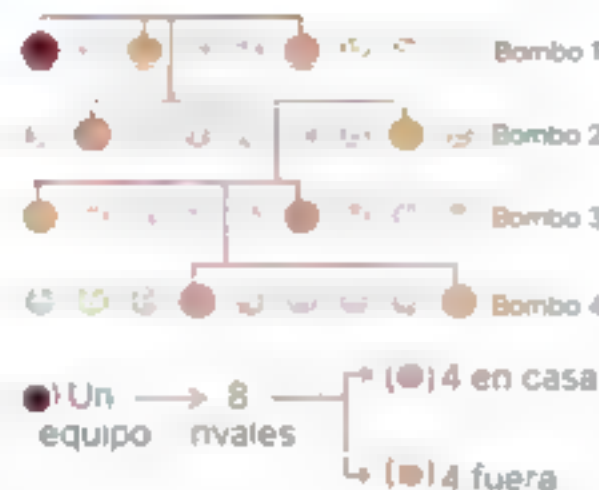 Bombo 1
Bombo 2
Bombo 3
Bombo 4
Un equipo
8 rivales
4 en casa
4 fuera